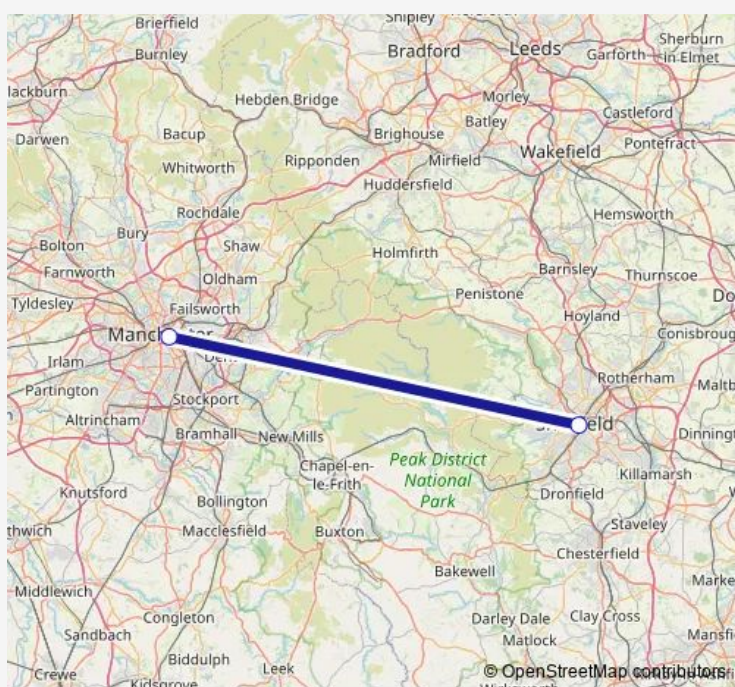 Brierfield
Shipley
Burnley
Bradford
Leeds
Garforth
Sherburn
in Elmet
Hebden Bridge
Morley
Castleford
Darwen
Bacup
Brighouse
Batley
Pontefract
Whitworth
Ripponden
Mirfield
Wakefield
Huddersfield
Rochdale
Hemsworth
Bury
Shaw
Bolton
Holmfirth
Farnworth
Oldham
Barnsley
Thurnscoe
Tyldesley
Failsworth
Penistone
Hoyland
Irlam
Partington
Stockport
Rotherham
Altrincham
Bramhall
New Mills
Peak District
National
Park
Chapel-en-
le-Frith
Killamarsh
Knutsford
Bollington
Dronfield
Staveley
Macclesfield
Buxton
Chesterfield
Bakewell
Middlewich
Congleton
Darley Dale
Clay Cross
Sandbach
Matlock
Biddulph
Leek
Crewe
Kidsgrove
© OpenStreetMap contributors.